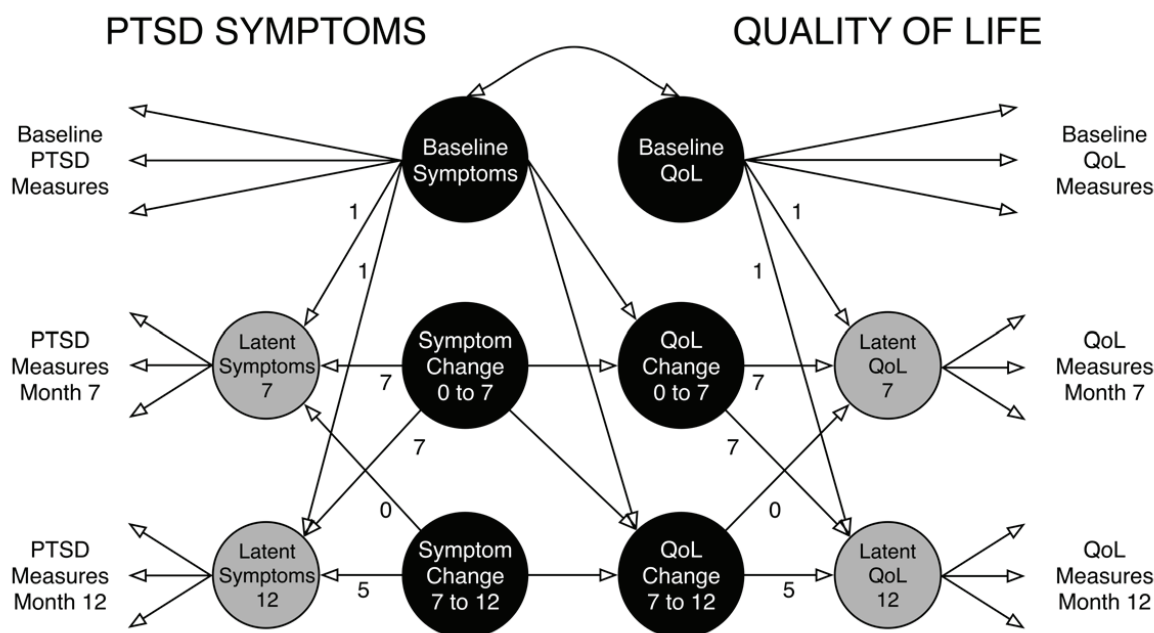 PTSD SYMPTOMS
QUALITY OF LIFE
Baseline
PTSD
Measures
Baseline
Symptoms
Baseline
QoL
Baseline
QoL
Measures
1
1
1
1
PTSD
Measures
Month 7
Latent
Symptoms
7
7
Symptom
Change
0 to 7
QoL
Change
0 to 7
7
Latent
QoL
7
QoL
Measures
Month 7
7
7
0
0
PTSD
Measures
Month 12
Latent
Symptoms
12
5
Symptom
Change
7 to 12
QoL
Change
7 to 12
5
Latent
QoL
12
QoL
Measures
Month 12